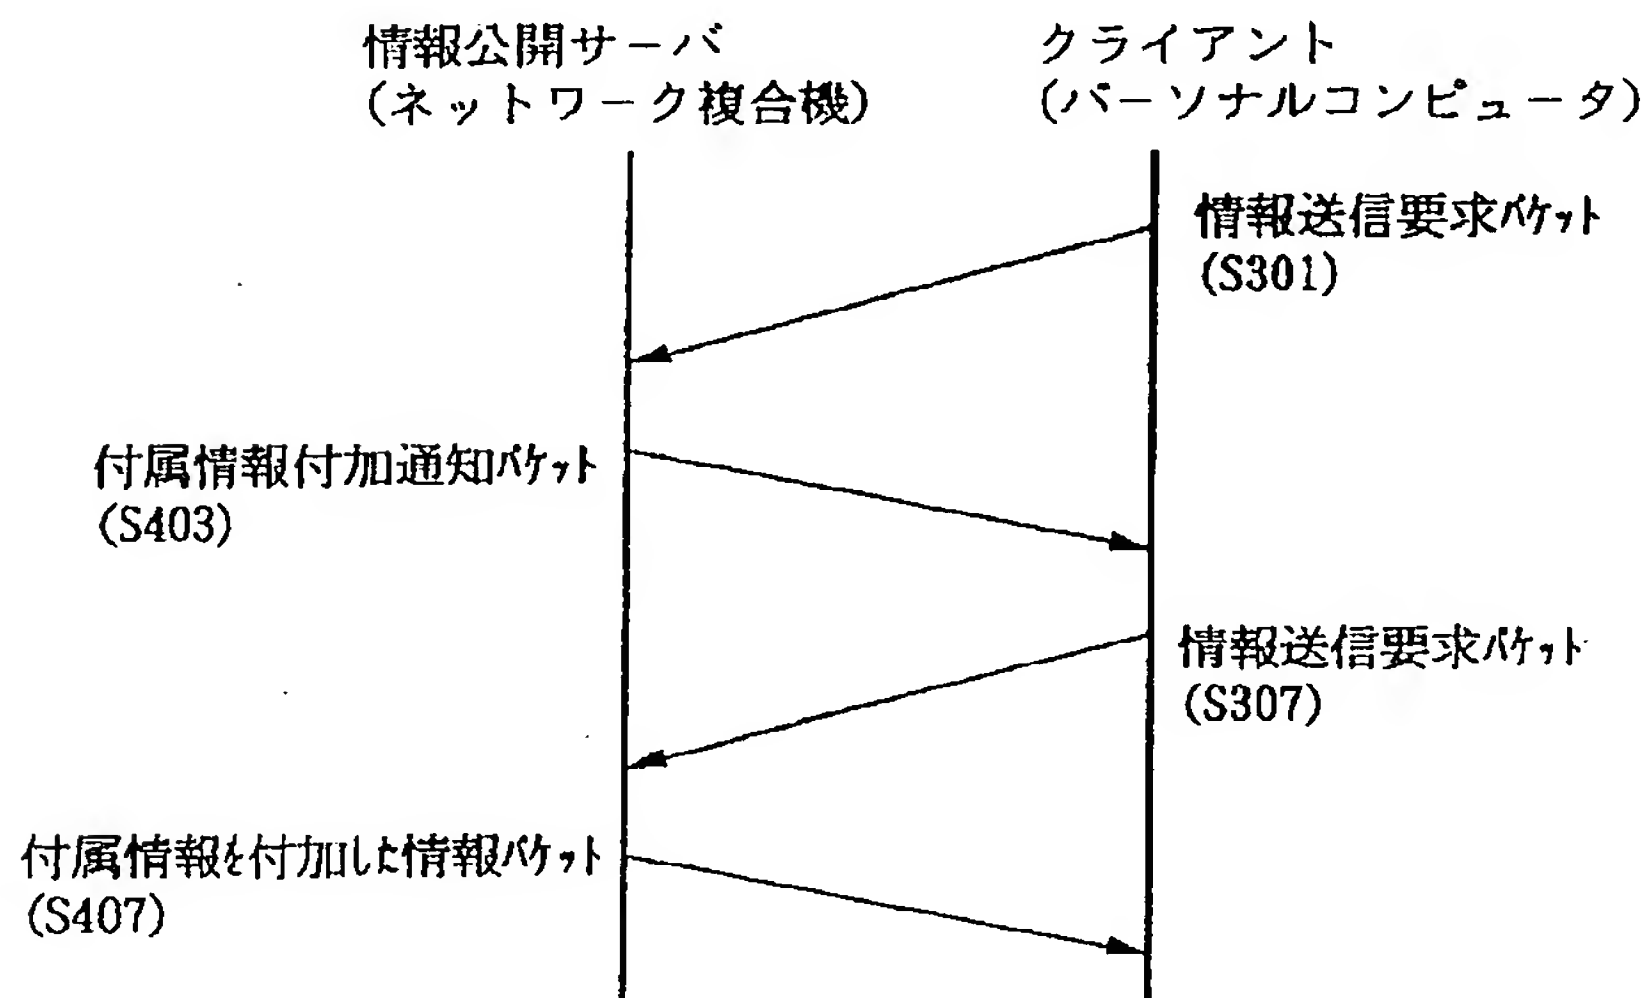 情報公開サーバ
(ネットワーク複合機)
クライアント
(パーソナルコンピュータ)
情報送信要求パケット
(S301)
付属情報付加通知パケット
(S403)
情報送信要求パケット
(S307)
付属情報を付加した情報パケット
(S407)